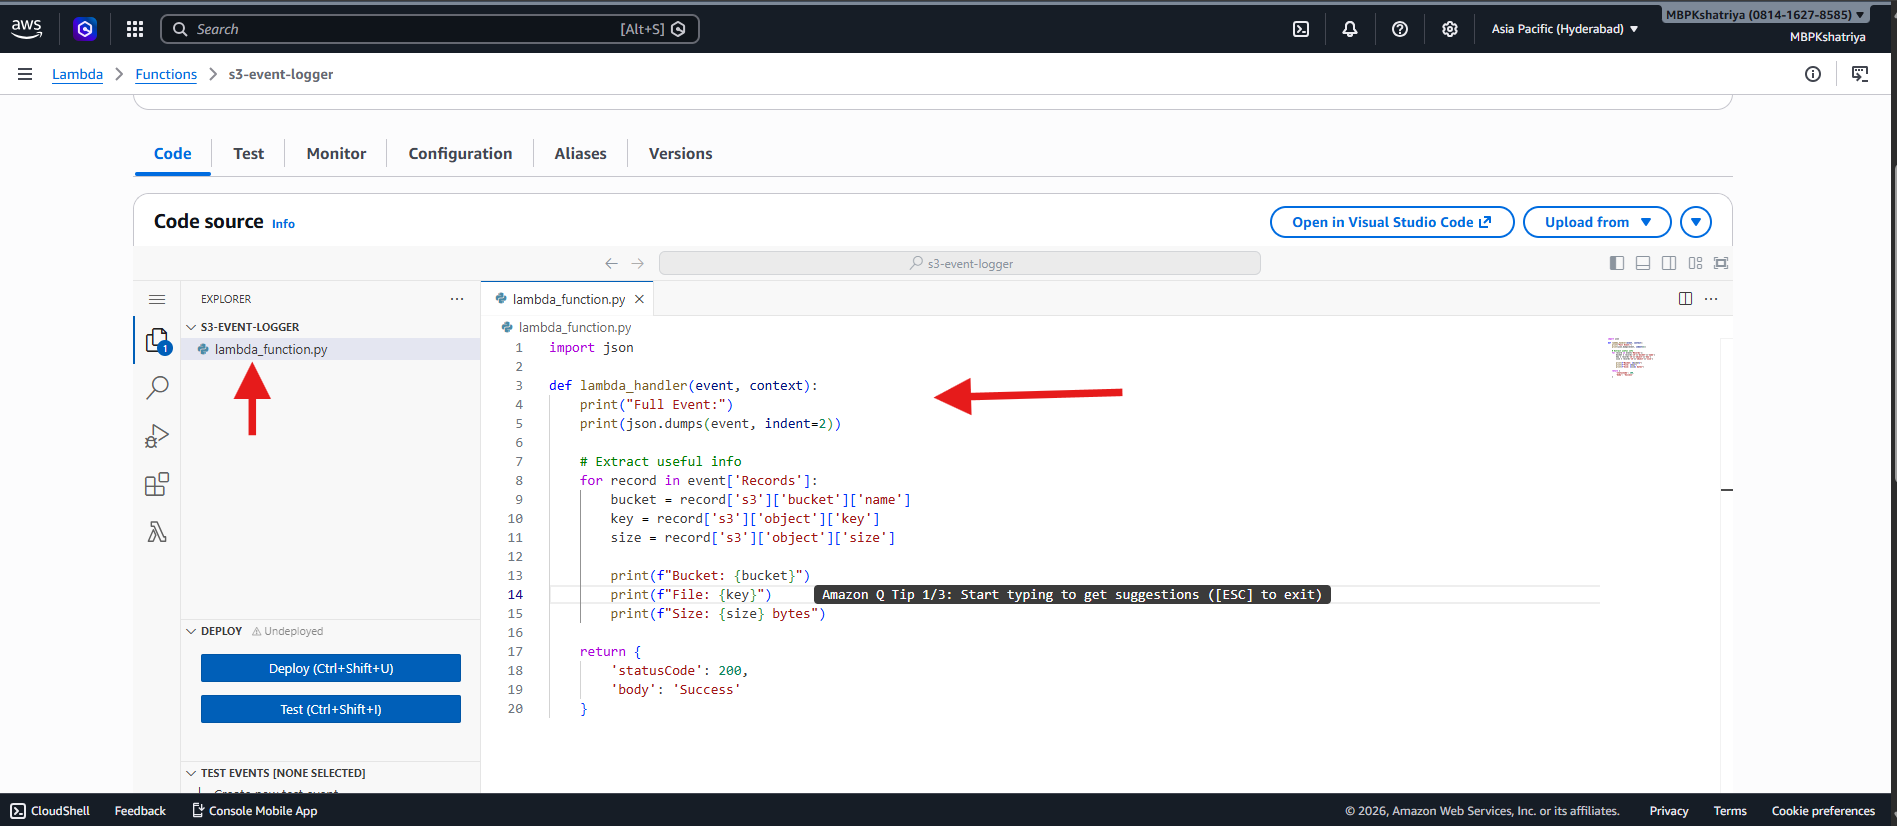 aws
Search [Alt+S]
Asia Pacific (Hyderabad)
MBPKshatriya (0814-1627-8585)
MBPKshatriya
Lambda > Functions > s3-event-logger
Code Test Monitor Configuration Aliases Versions
Code source Info
Open in Visual Studio Code
Upload from
s3-event-logger
EXPLORER
S3-EVENT-LOGGER
lambda_function.py
1
DEPLOY Undeployed
Deploy (Ctrl+Shift+U)
Test (Ctrl+Shift+I)
TEST EVENTS [NONE SELECTED]
lambda_function.py
lambda_function.py
1 import json
2
3 def lambda_handler(event, context):
4 print("Full Event:")
5 print(json.dumps(event, indent=2))
6
7 # Extract useful info
8 for record in event['Records']:
9 bucket = record['s3']['bucket']['name']
10 key = record['s3']['object']['key']
11 size = record['s3']['object']['size']
12
13 print(f"Bucket: {bucket}")
14 print(f"File: {key}") Amazon Q Tip 1/3: Start typing to get suggestions ([ESC] to exit)
15 print(f"Size: {size} bytes")
16
17 return {
18 'statusCode': 200,
19 'body': 'Success'
20 }
CloudShell Feedback Console Mobile App
© 2026, Amazon Web Services, Inc. or its affiliates. Privacy Terms Cookie preferences